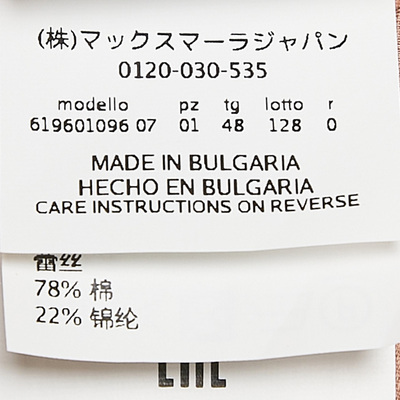 (株)マックスマーラジャパン
0120-030-535
modello pz tg lotto r
619601096 07 01 48 128 0
MADE IN BULGARIA
HECHO EN BULGARIA
CARE INSTRUCTIONS ON REVERSE
蕾丝
78% 棉
22% 锦纶